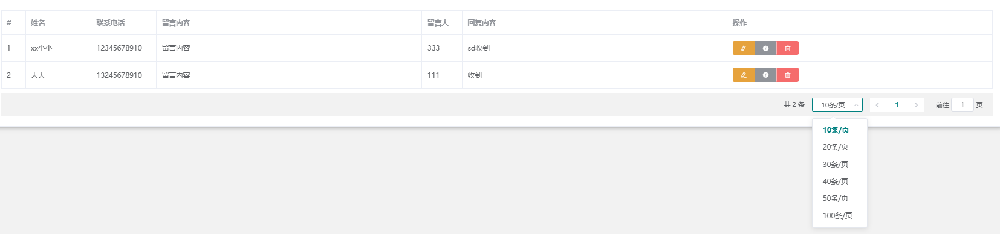 # 姓名 联系电话 留言内容 留言人 回复内容 操作
1 xx小小 12345678910 留言内容 333 sd收到
2 大大 13245678910 留言内容 111 收到
共 2 条 10条/页 1 前往 1 页
10条/页
20条/页
30条/页
40条/页
50条/页
100条/页